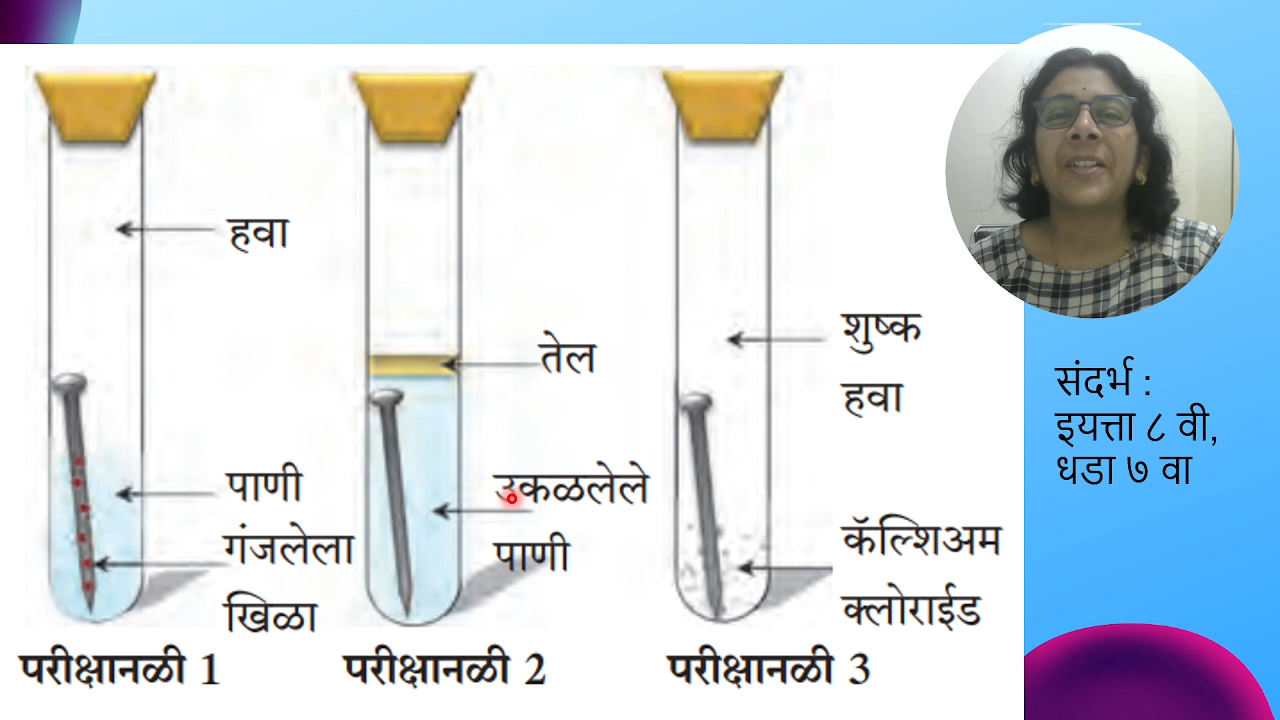 हवा
पाणी
गंजलेला
खिळा
परीक्षानळी 1
तेल
उकळलेले
पाणी
परीक्षानळी 2
शुष्क
हवा
कॅल्शिअम
क्लोराईड
परीक्षानळी 3
संदर्भ :
इयत्ता ८ वी,
धडा ७ वा